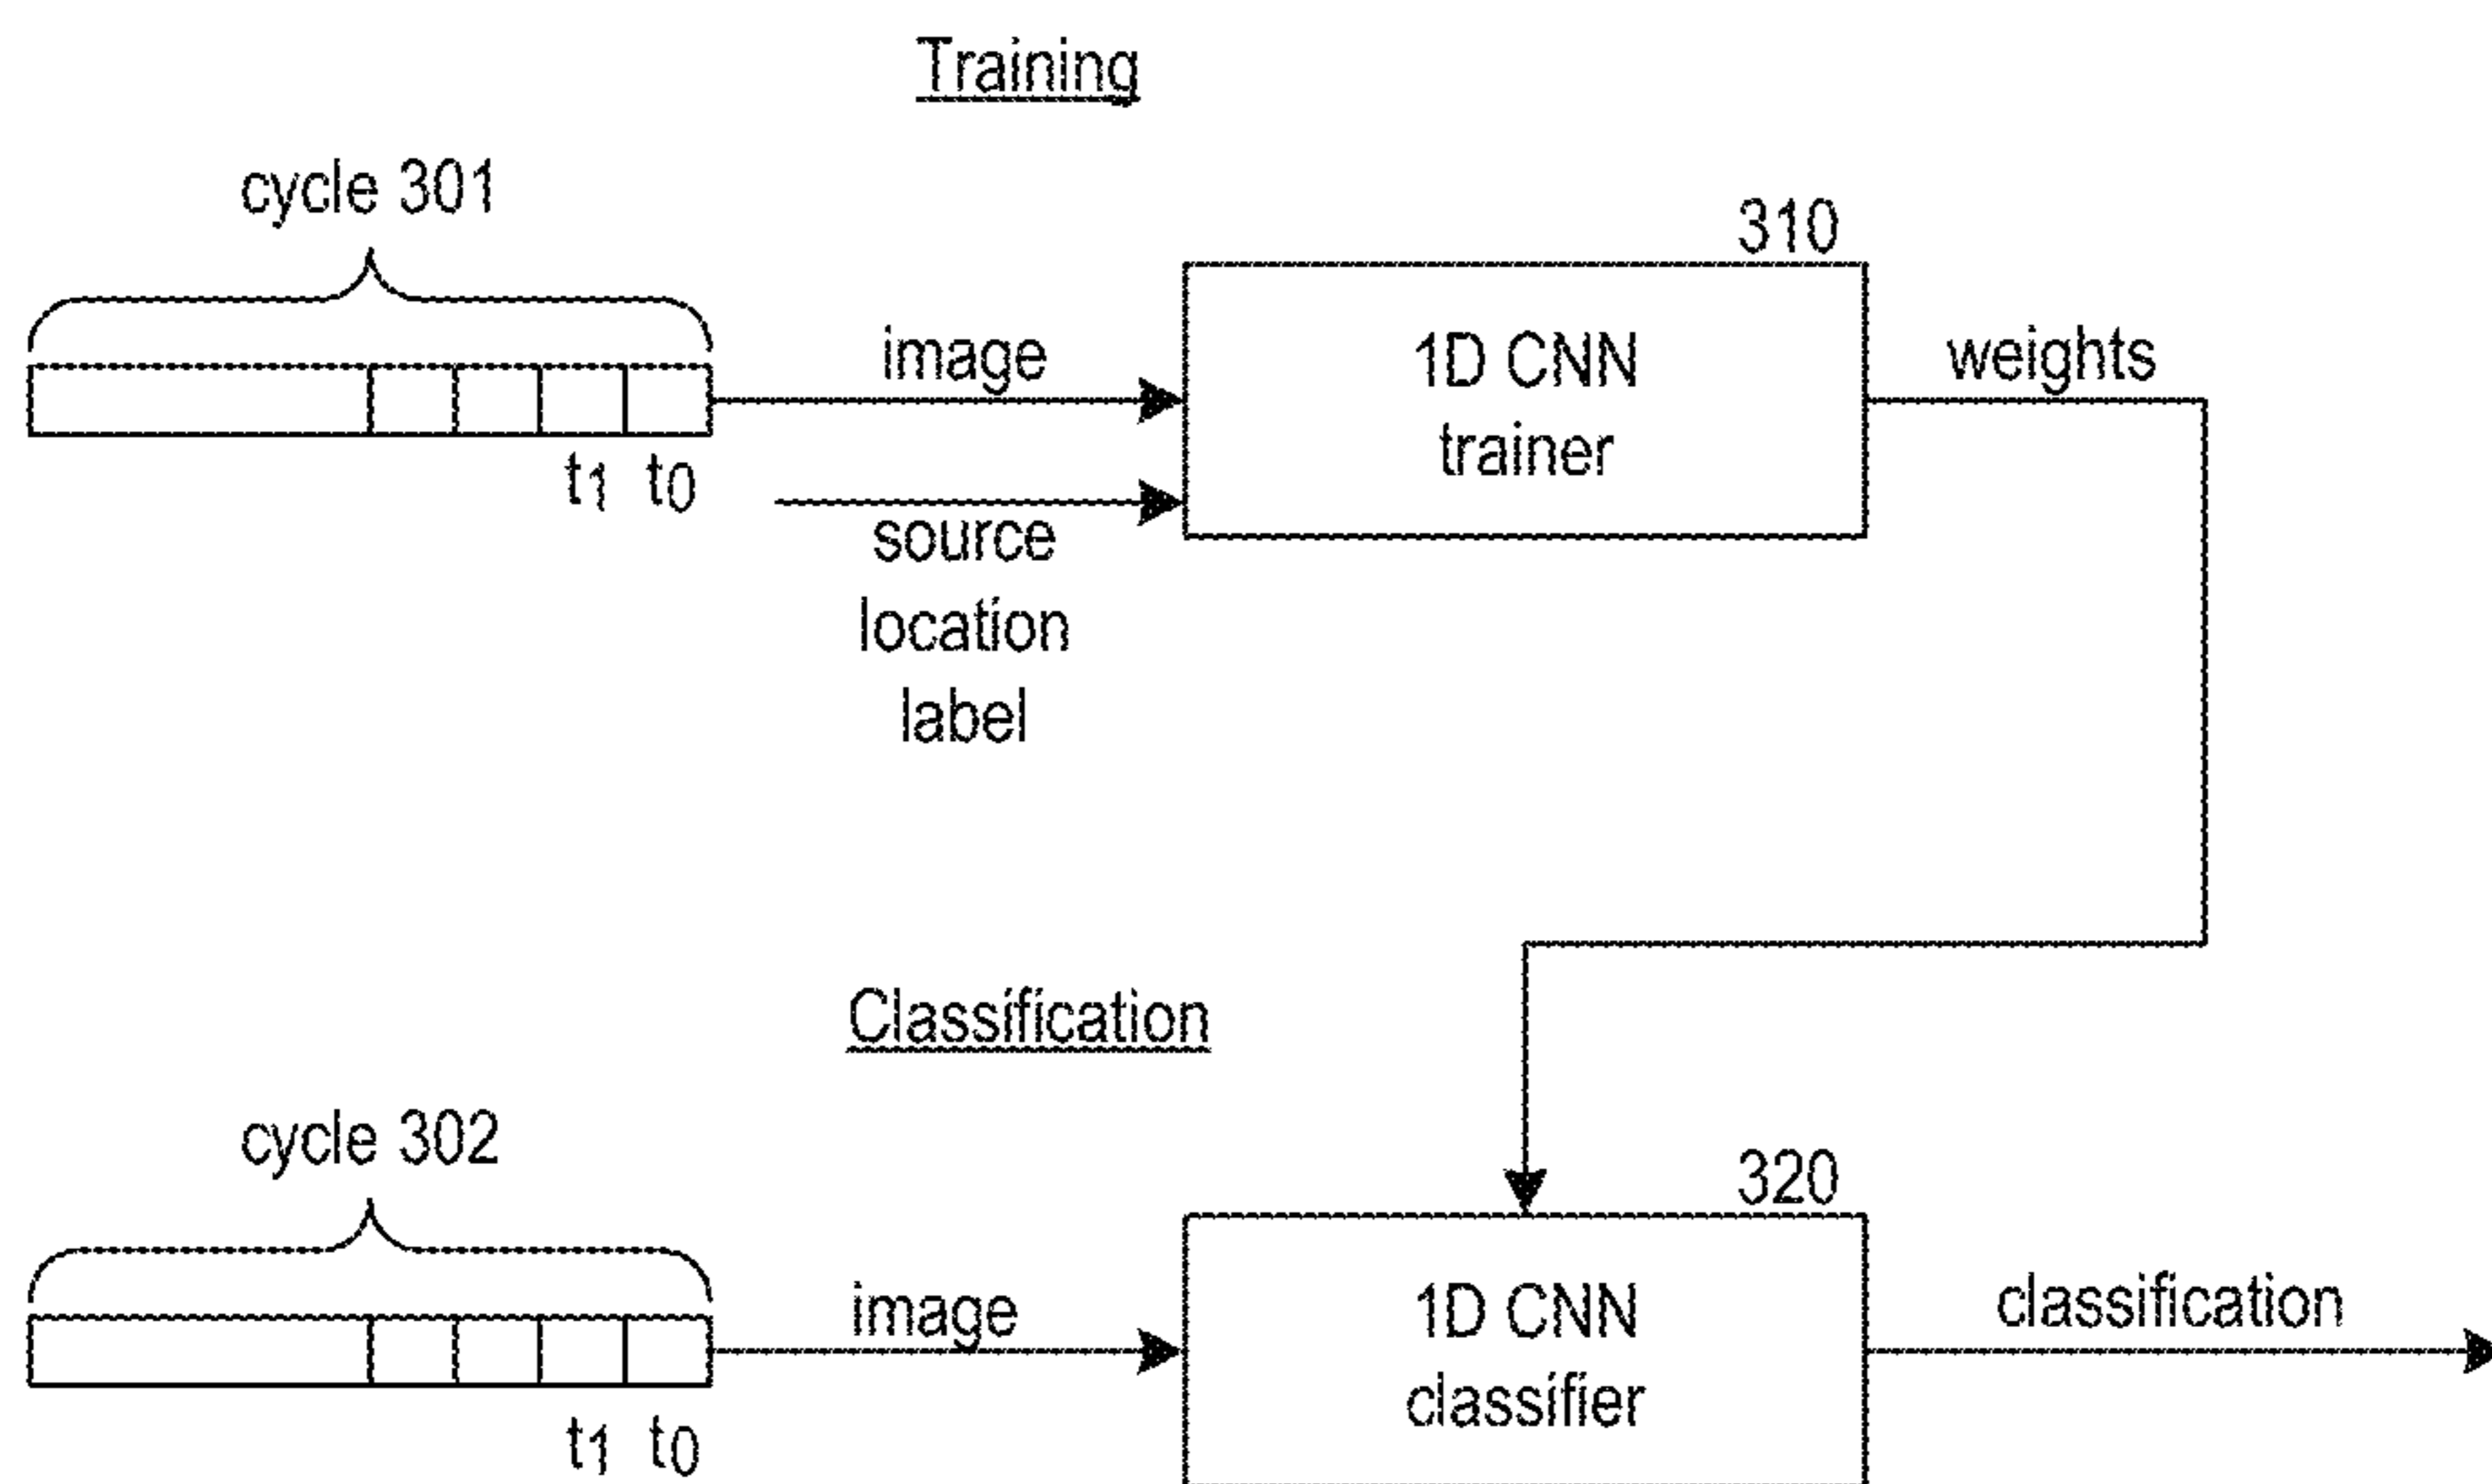 Training
cycle 301
310
image
1D CNN
trainer
weights
t1 t0
source
location
label
Classification
cycle 302
320
image
1D CNN
classifier
classification
t1 t0